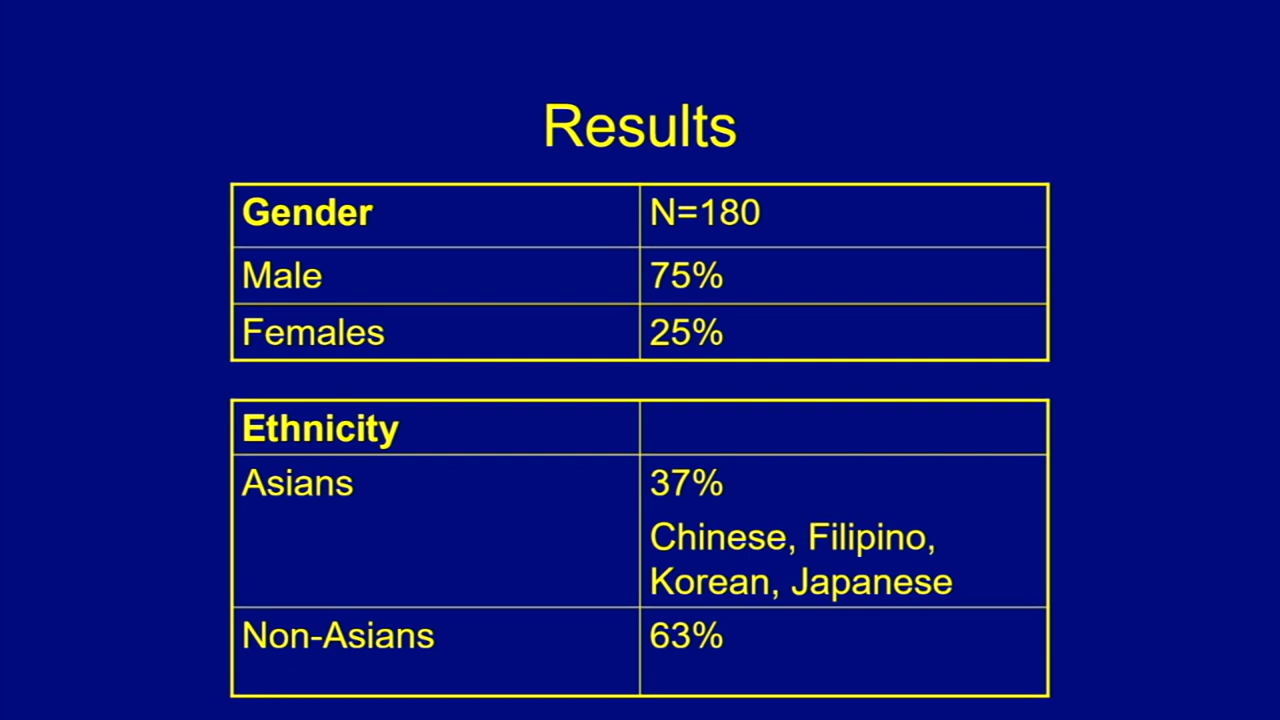 Results
Gender N=180
Male 75%
Females 25%
Ethnicity
Asians 37%
Chinese, Filipino,
Korean, Japanese
Non-Asians 63%